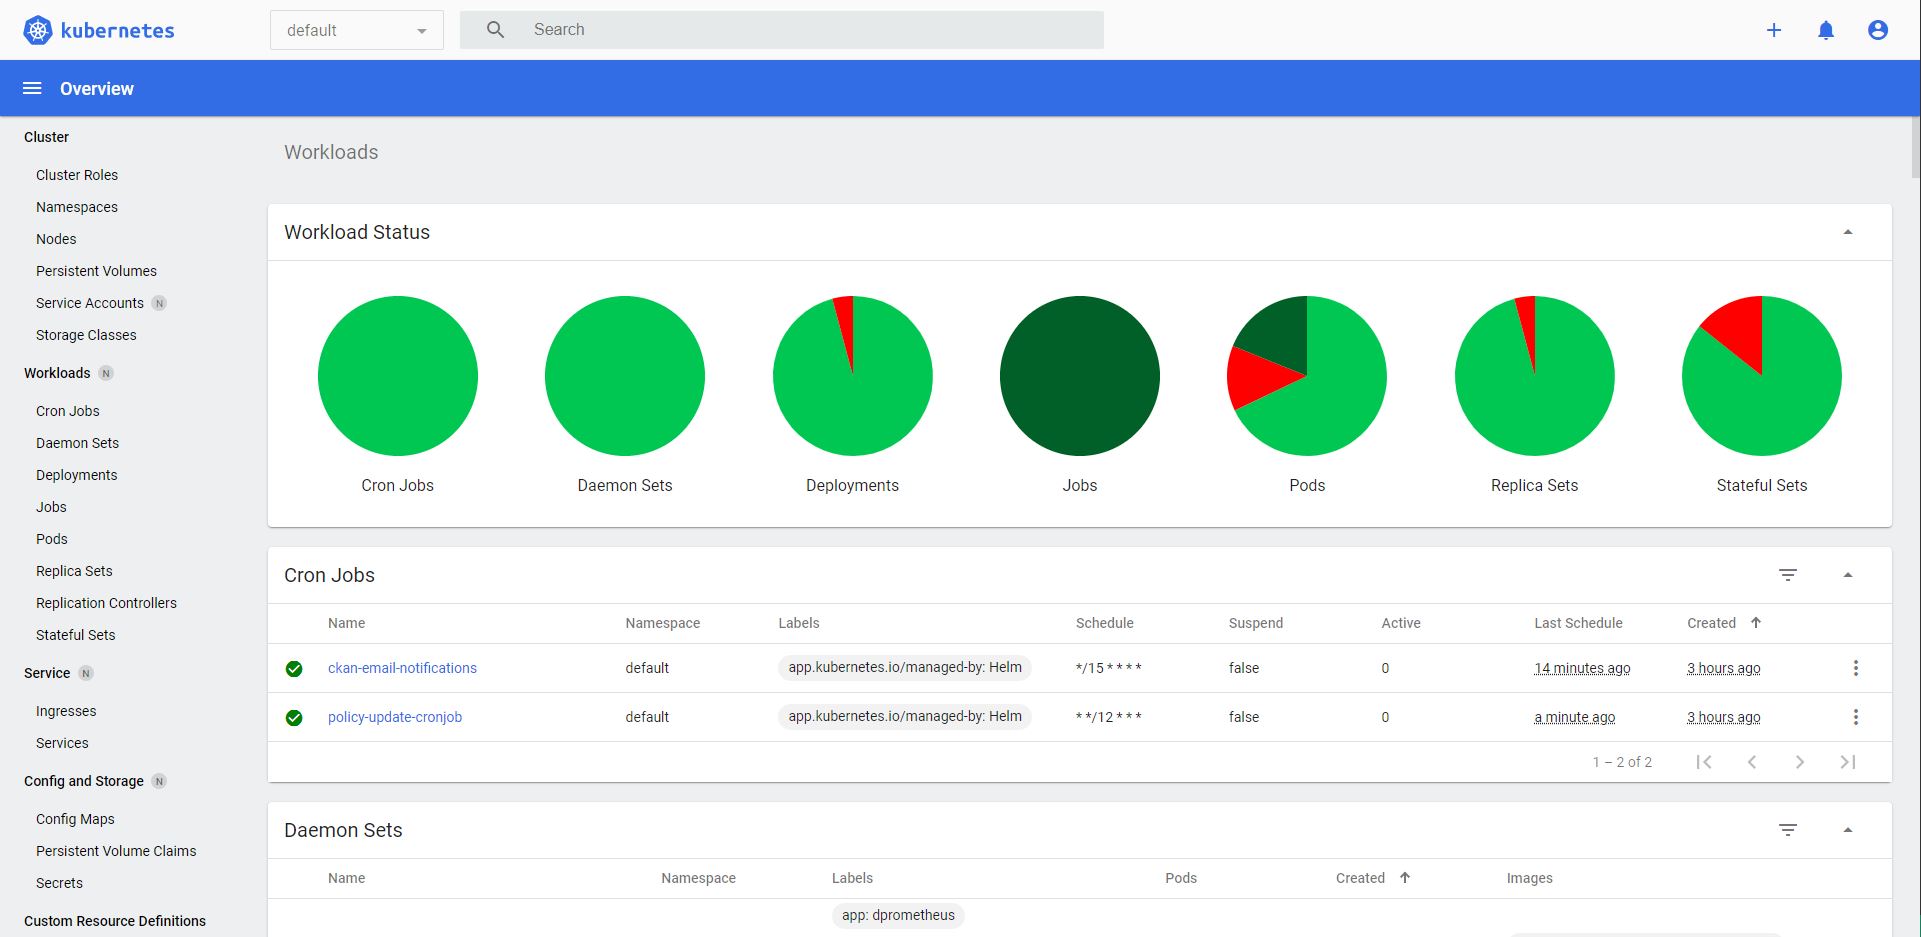 kubernetes
default
Search
Overview
Cluster
Cluster Roles
Namespaces
Nodes
Persistent Volumes
Service Accounts N
Storage Classes
Workloads N
Cron Jobs
Daemon Sets
Deployments
Jobs
Pods
Replica Sets
Replication Controllers
Stateful Sets
Service N
Ingresses
Services
Config and Storage N
Config Maps
Persistent Volume Claims
Secrets
Custom Resource Definitions
Workloads
Workload Status
Cron Jobs Daemon Sets Deployments Jobs Pods Replica Sets Stateful Sets
Cron Jobs
Name Namespace Labels Schedule Suspend Active Last Schedule Created
ckan-email-notifications default app.kubernetes.io/managed-by: Helm */15 * * * * false 0 14 minutes ago 3 hours ago
policy-update-cronjob default app.kubernetes.io/managed-by: Helm * */12 * * * false 0 a minute ago 3 hours ago
1 – 2 of 2
Daemon Sets
Name Namespace Labels Pods Created Images
app: dprometheus